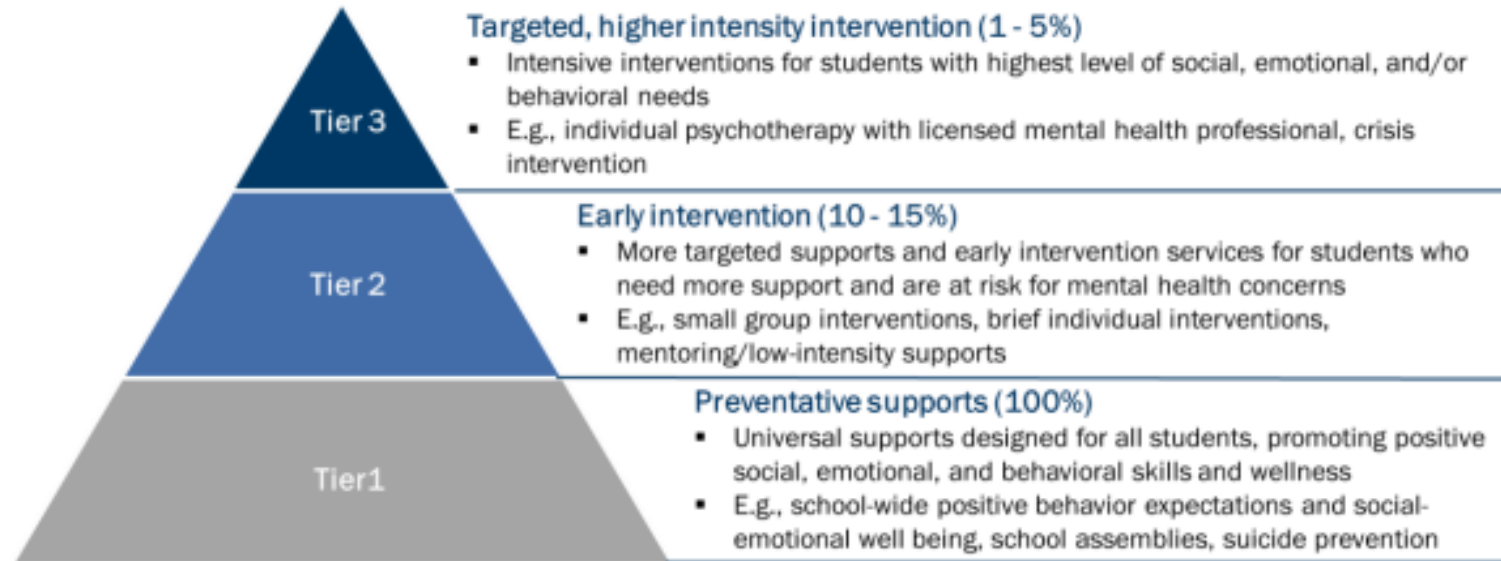 Targeted, higher intensity intervention (1 - 5%)
▪ Intensive interventions for students with highest level of social, emotional, and/or
behavioral needs
Tier 3
▪ E.g., individual psychotherapy with licensed mental health professional, crisis
intervention
Early intervention (10 - 15%)
▪ More targeted supports and early intervention services for students who
need more support and are at risk for mental health concerns
Tier 2
▪ E.g., small group interventions, brief individual interventions,
mentoring/low-intensity supports
Preventative supports (100%)
▪ Universal supports designed for all students, promoting positive
social, emotional, and behavioral skills and wellness
Tier1
▪ E.g., school-wide positive behavior expectations and social-
emotional well being, school assemblies, suicide prevention